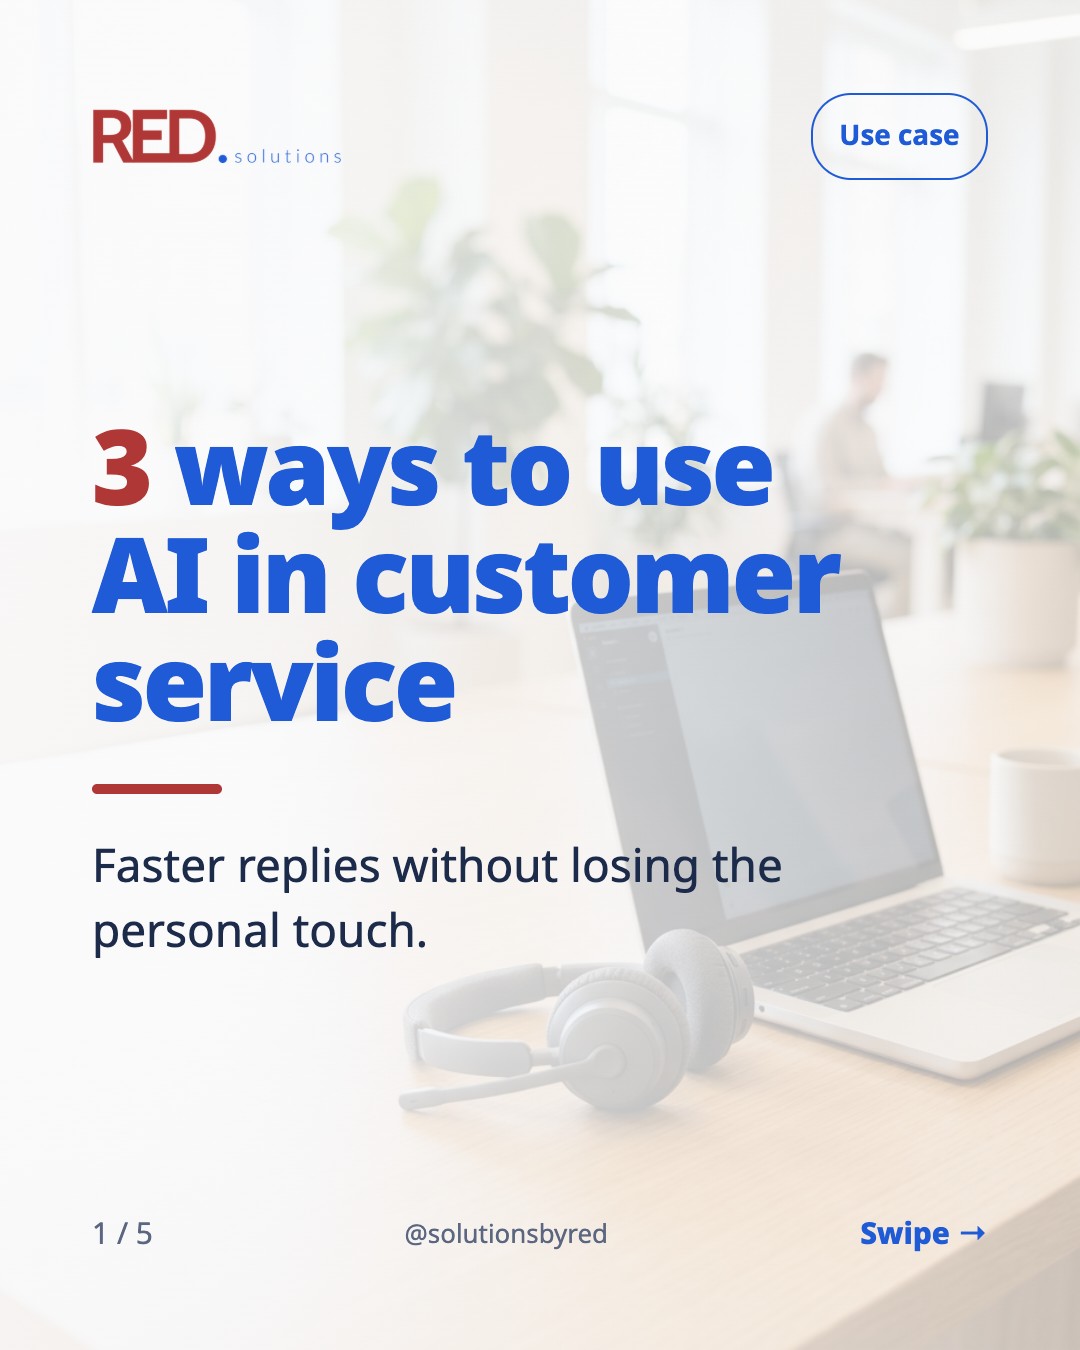 RED.solutions
Use case
3 ways to use
AI in customer
service
Faster replies without losing the
personal touch.
1 / 5
@solutionsbyred
Swipe →